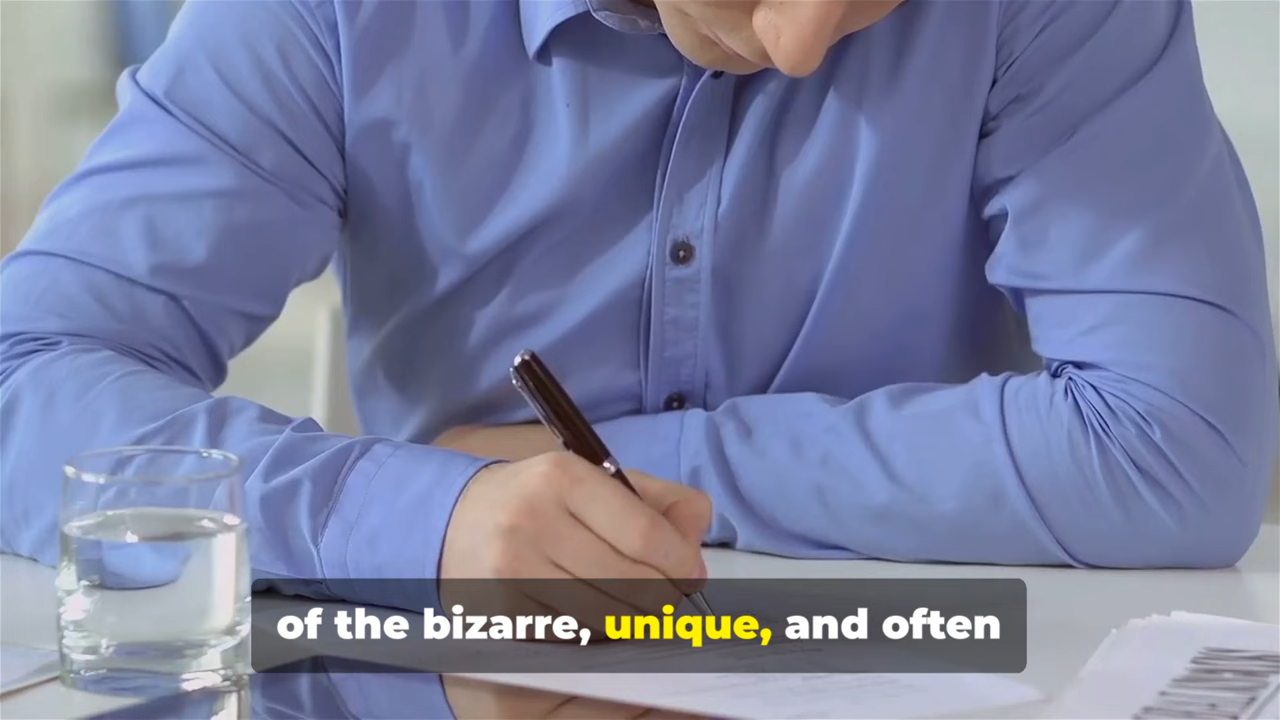 of the bizarre, unique, and often